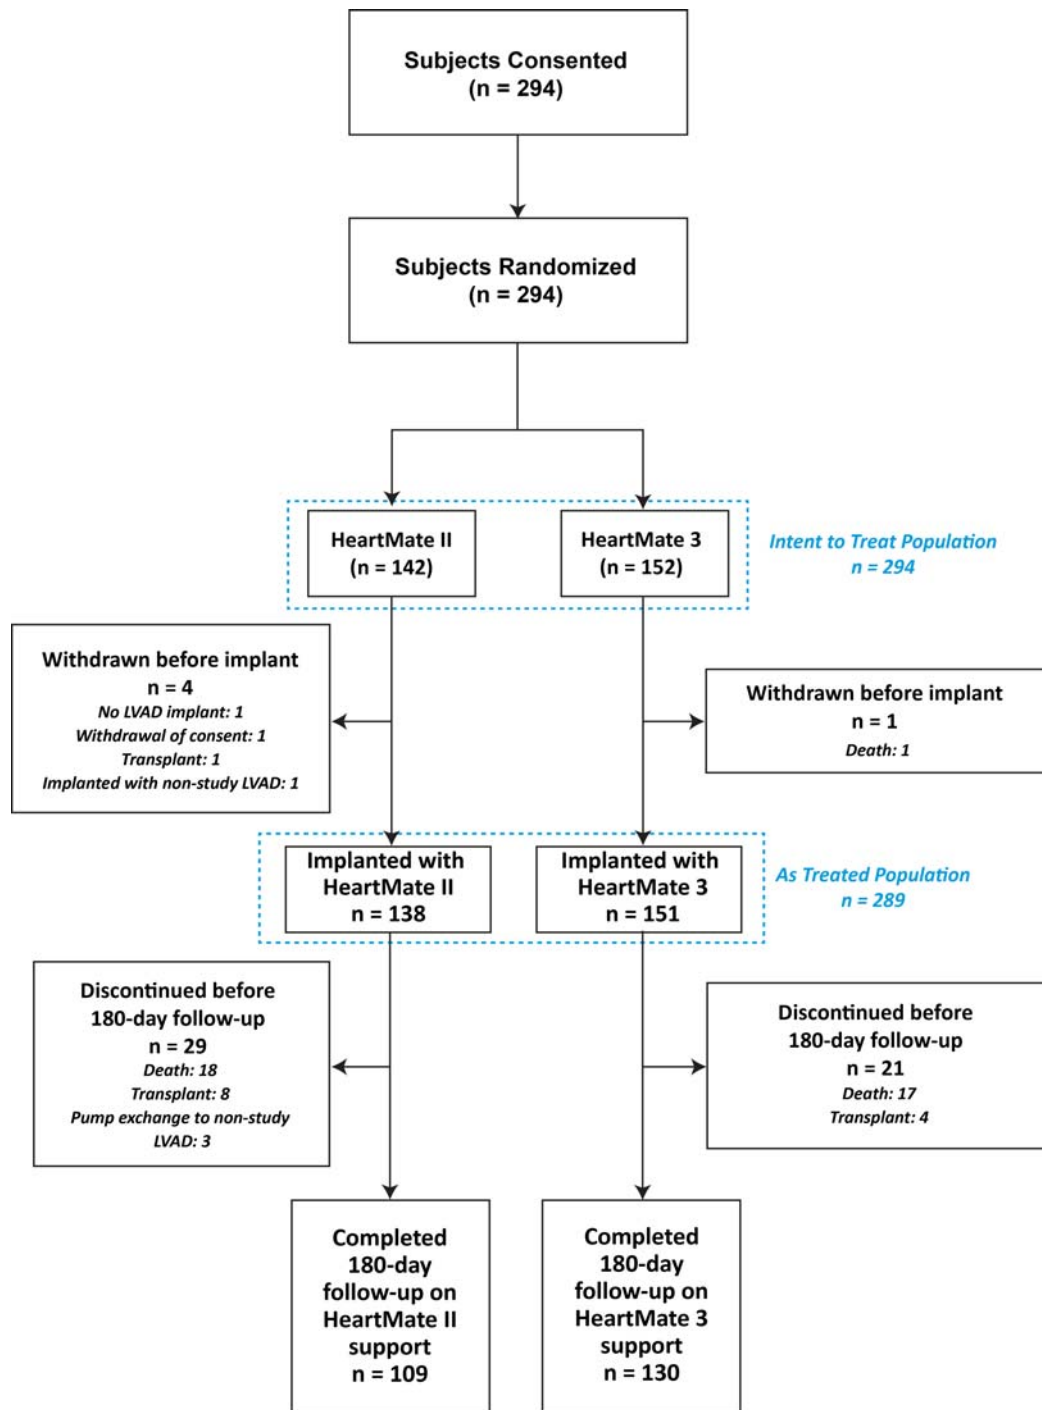 Subjects Consented
(n = 294)
Subjects Randomized
(n = 294)
HeartMate II
(n = 142)
HeartMate 3
(n = 152)
Intent to Treat Population
n = 294
Withdrawn before implant
n = 4
No LVAD implant: 1
Withdrawal of consent: 1
Transplant: 1
Implanted with non-study LVAD: 1
Withdrawn before implant
n = 1
Death: 1
Implanted with
HeartMate II
n = 138
Implanted with
HeartMate 3
n = 151
As Treated Population
n = 289
Discontinued before
180-day follow-up
n = 29
Death: 18
Transplant: 8
Pump exchange to non-study
LVAD: 3
Discontinued before
180-day follow-up
n = 21
Death: 17
Transplant: 4
Completed
180-day
follow-up on
HeartMate II
support
n = 109
Completed
180-day
follow-up on
HeartMate 3
support
n = 130